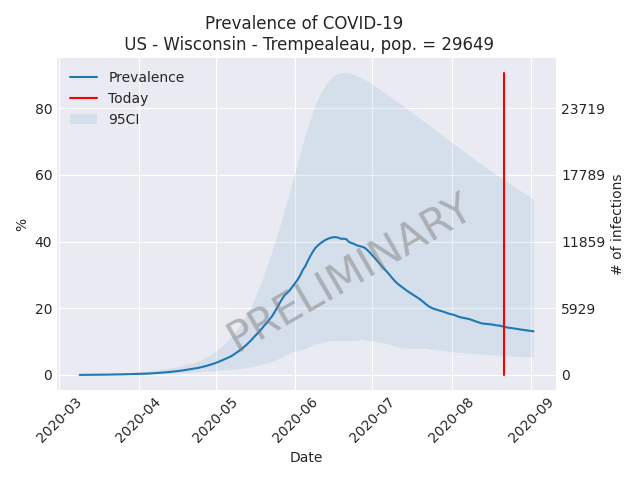 Prevalence of COVID-19
US - Wisconsin - Trempealeau, pop. = 29649
Prevalence
Today
95CI
80
60
40
20
0
%
23719
17789
11859
5929
0
# of infections
PRELIMINARY
2020-03
2020-04
2020-05
2020-06
2020-07
2020-08
2020-09
Date